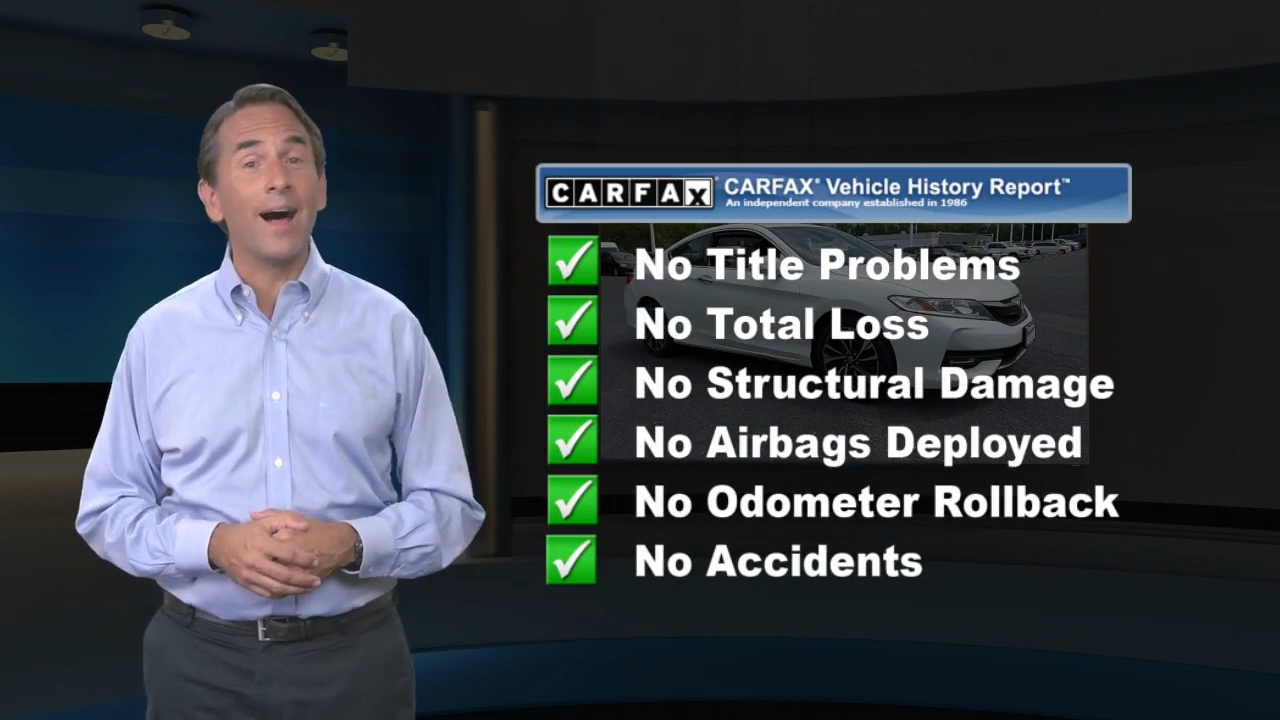 CARFAX CARFAX® Vehicle History Report™
An independent company established in 1986
No Title Problems
No Total Loss
No Structural Damage
No Airbags Deployed
No Odometer Rollback
No Accidents